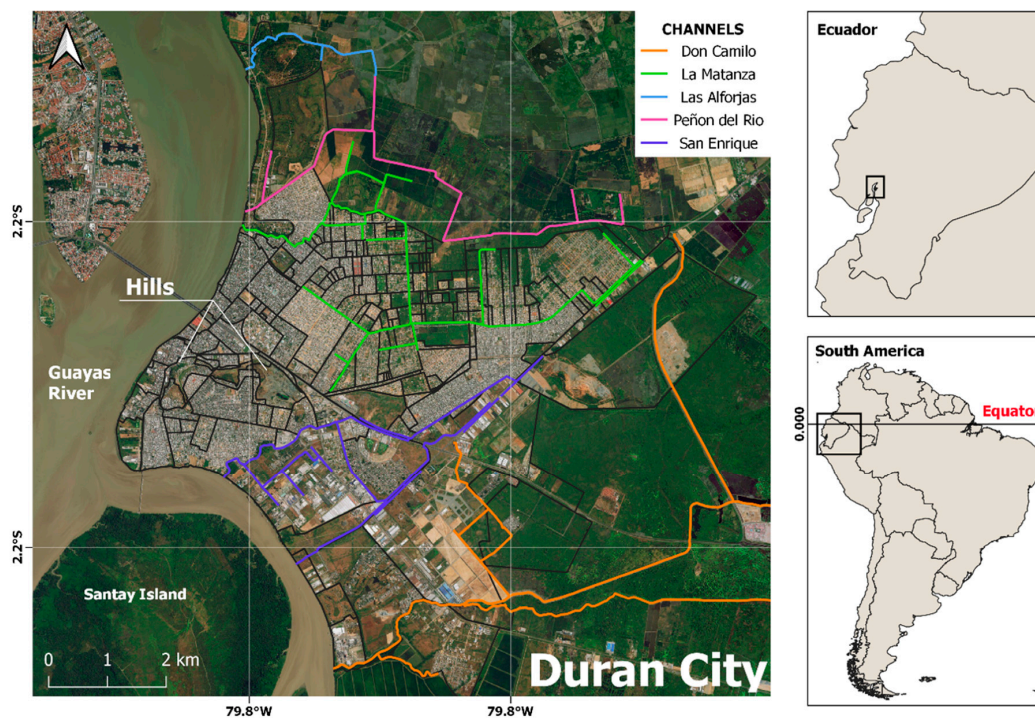 CHANNELS
Don Camilo
La Matanza
Las Alforjas
Peñon del Rio
San Enrique
Ecuador
2.2°S
Hills
Guayas
River
South America
Equato
0.000
2.2°S
Santay Island
0 1 2 km
Duran City
79.8°W 79.8°W